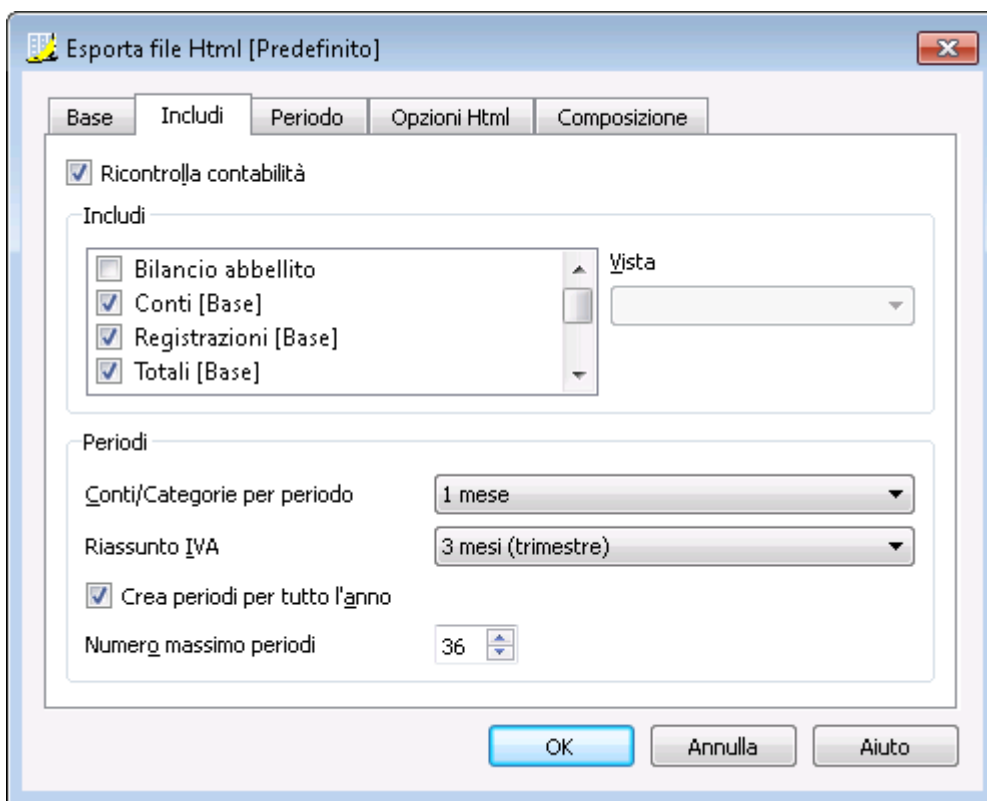 Esporta file Html [Predefinito]
Base Includi Periodo Opzioni Html Composizione
Ricontrolla contabilità
Includi
Bilancio abbellito
Vista
Conti [Base]
Registrazioni [Base]
Totali [Base]
Periodi
Conti/Categorie per periodo 1 mese
Riassunto IVA 3 mesi (trimestre)
Crea periodi per tutto l'anno
Numero massimo periodi 36
OK Annulla Aiuto